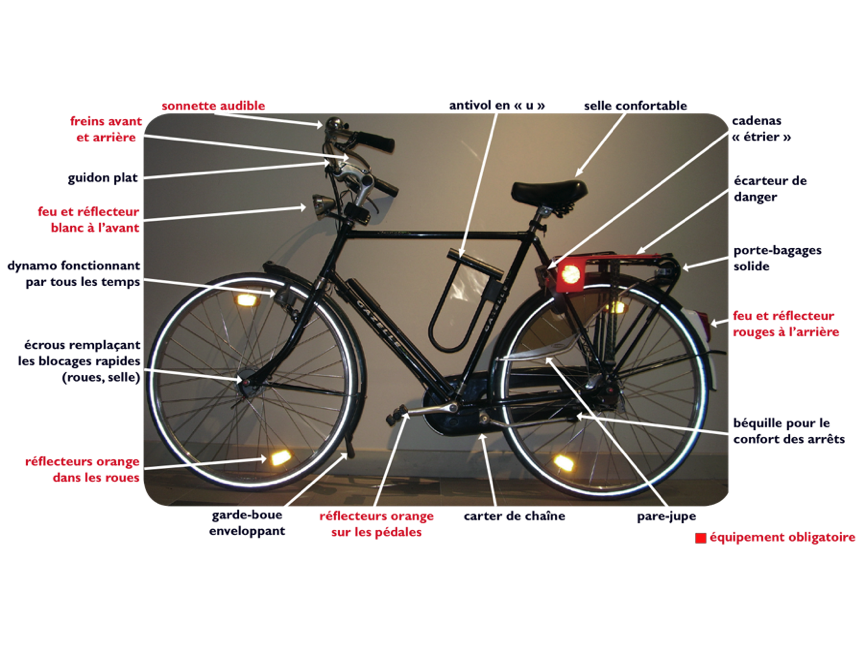 sonnette audible
antivol en « u »
selle confortable
freins avant
et arrière
cadenas
« étrier »
guidon plat
écarteur de
danger
feu et réflecteur
blanc à l’avant
porte-bagages
solide
dynamo fonctionnant
par tous les temps
feu et réflecteur
rouges à l’arrière
écrous remplaçant
les blocages rapides
(roues, selle)
béquille pour le
confort des arrêts
réflecteurs orange
dans les roues
garde-boue
enveloppant
réflecteurs orange
sur les pédales
carter de chaîne
pare-jupe
équipement obligatoire
GAZELLE
GAZELLE